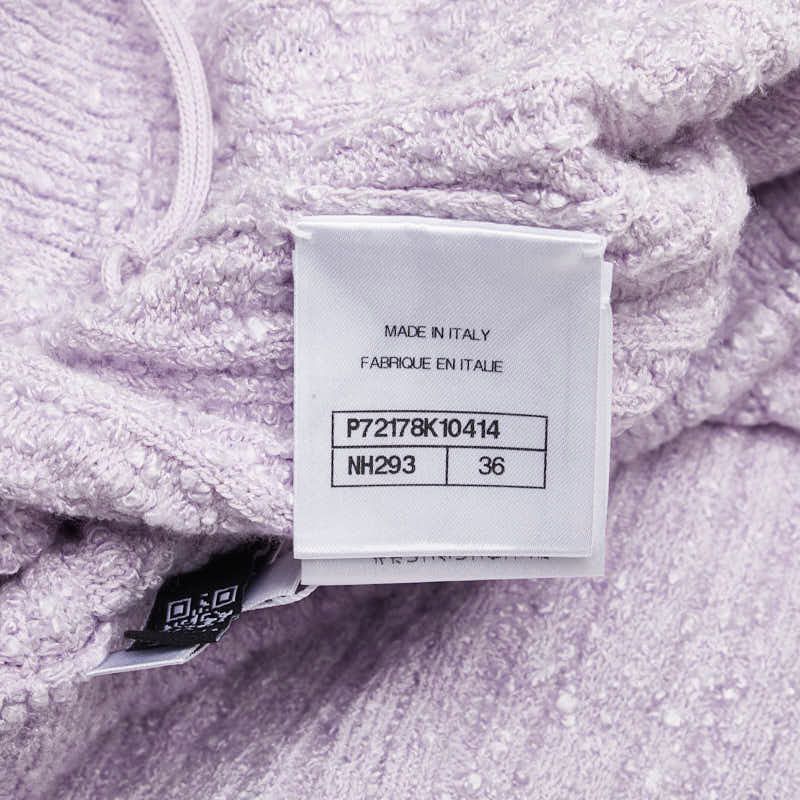 MADE IN ITALY
FABRIQUE EN ITALIE
P72178K10414
NH293 36